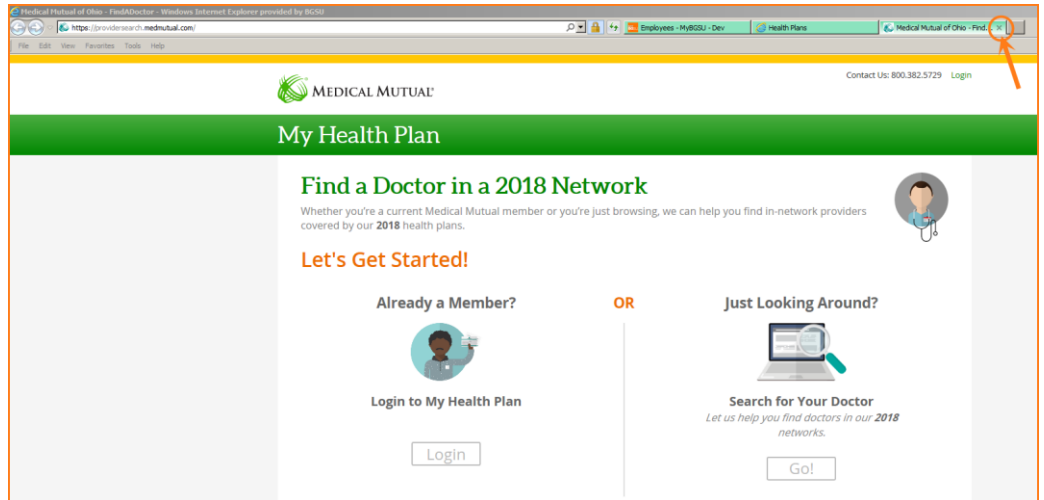 Medical Mutual of Ohio - FindADoctor - Windows Internet Explorer provided by BGSU
https://providersearch.medmutual.com/
Employees - MyBGSU - Dev
Health Plans
Medical Mutual of Ohio - Find...
File Edit View Favorites Tools Help
Contact Us: 800.382.5729 Login
MEDICAL MUTUAL®
My Health Plan
Find a Doctor in a 2018 Network
Whether you're a current Medical Mutual member or you're just browsing, we can help you find in-network providers
covered by our 2018 health plans.
Let's Get Started!
Already a Member?
OR
Just Looking Around?
Login to My Health Plan
Search for Your Doctor
Let us help you find doctors in our 2018
networks.
Login
Go!